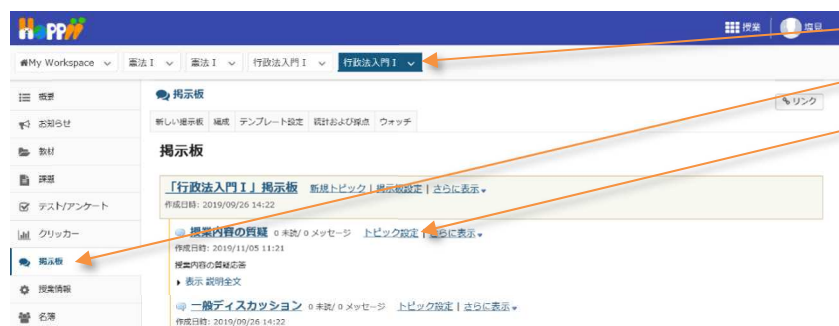 HoPPii
授業
塩見
My Workspace
憲法Ⅰ
憲法Ⅰ
行政法入門Ⅰ
行政法入門Ⅰ
概要
お知らせ
教材
課題
テスト/アンケート
クリッカー
掲示板
授業情報
名簿
掲示板
リンク
新しい掲示板 編成 テンプレート設定 統計および採点 ウォッチ
掲示板
「行政法入門Ⅰ」掲示板 新規トピック | 掲示板設定 | さらに表示
作成日時: 2019/09/26 14:22
授業内容の質疑 0 未読/ 0 メッセージ トピック設定 | さらに表示
作成日時: 2019/11/05 11:21
授業内容の質疑応答
表示 説明全文
一般ディスカッション 0 未読/ 0 メッセージ トピック設定 | さらに表示
作成日時: 2019/09/26 14:22